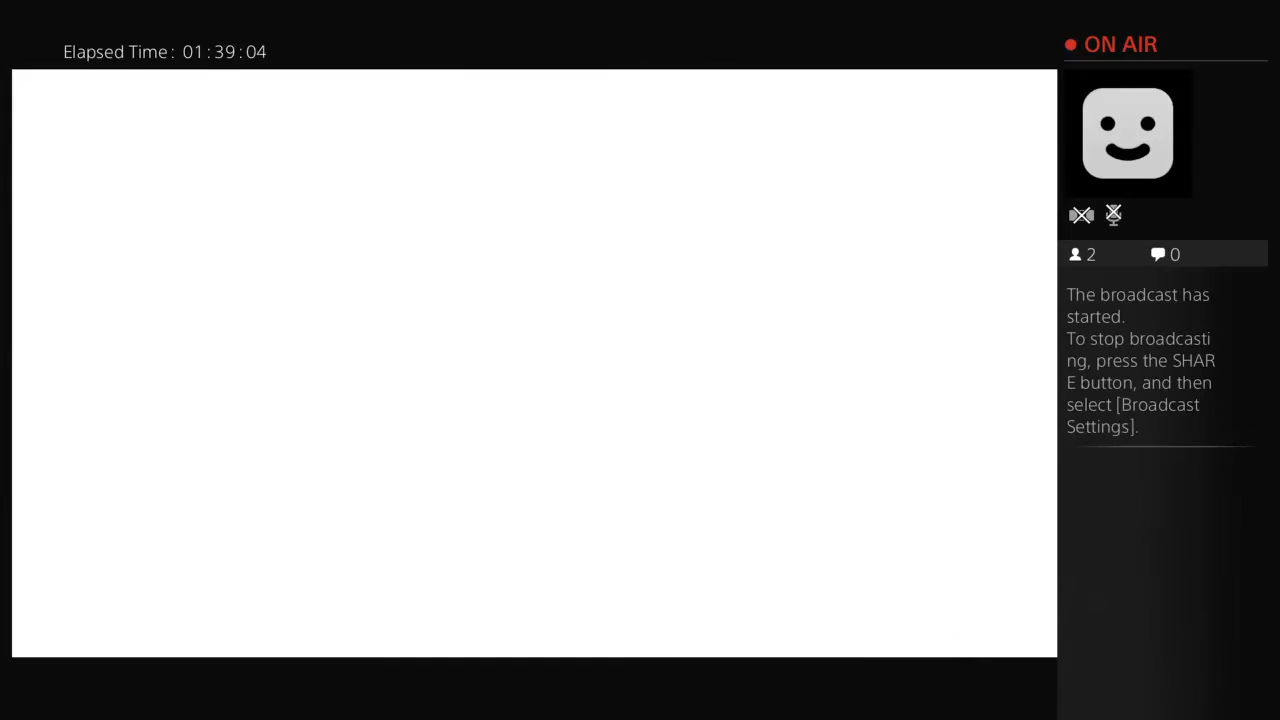 Elapsed Time: 01:39:04
ON AIR
2 0
The broadcast has
started.
To stop broadcasti
ng, press the SHAR
E button, and then
select [Broadcast
Settings].